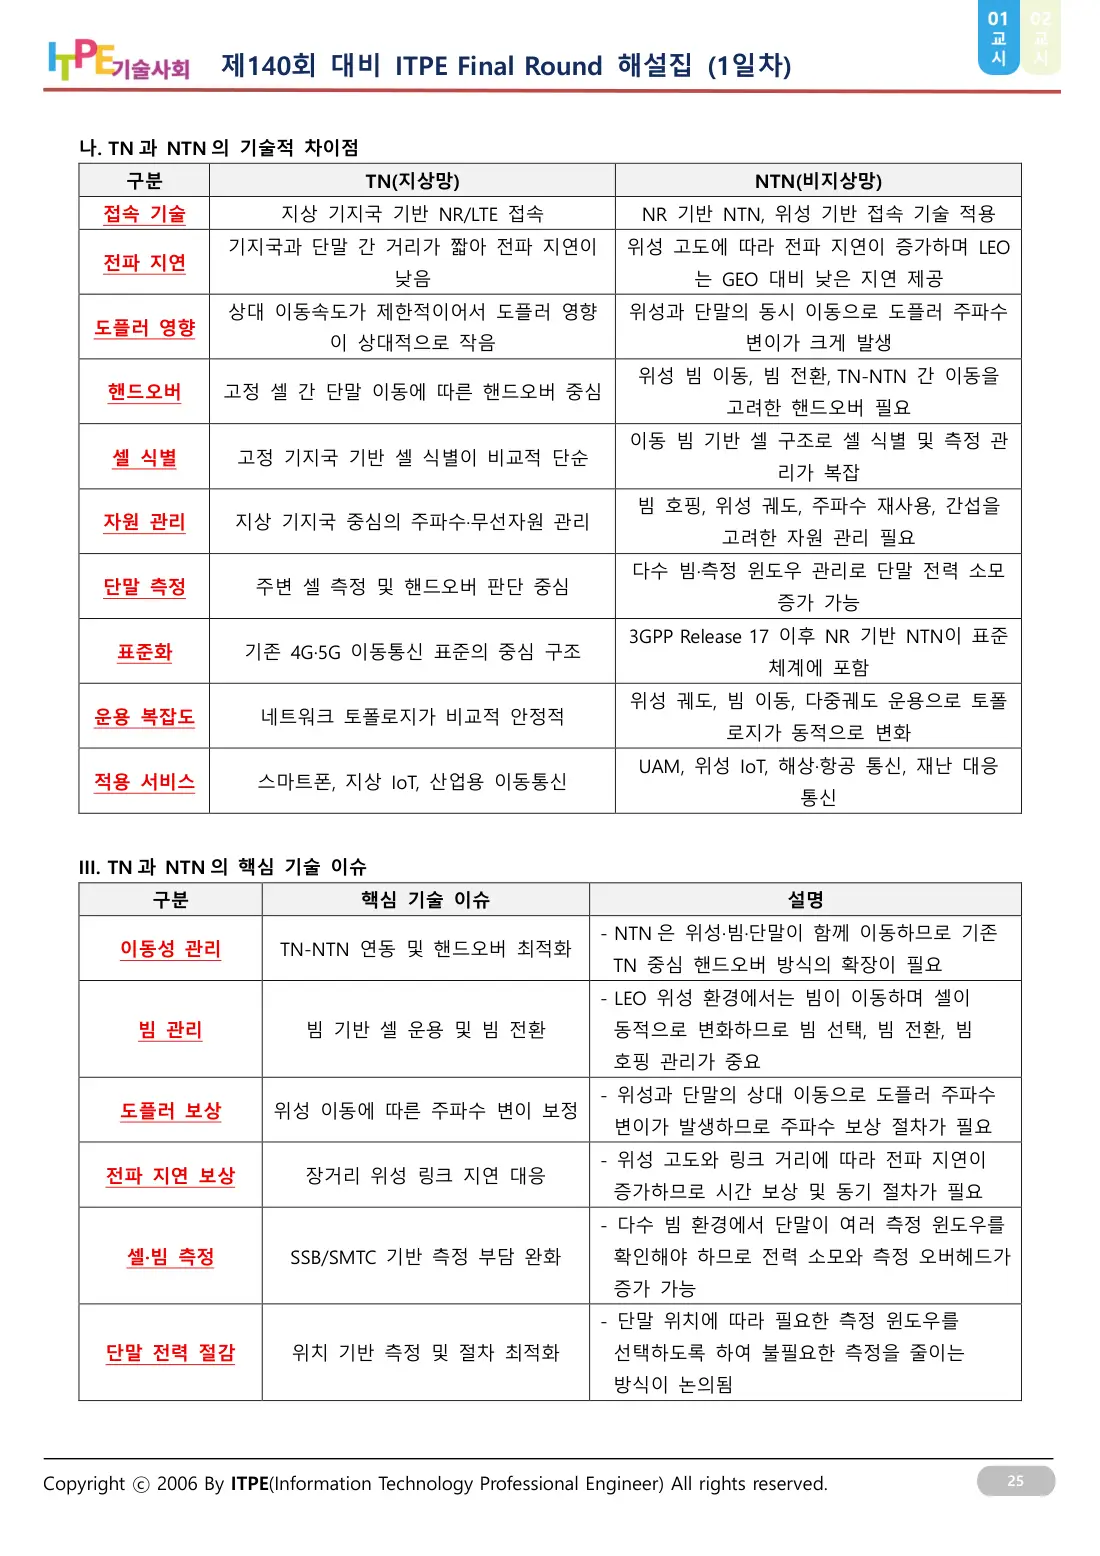 ITPE기술사회 제140회 대비 ITPE Final Round 해설집 (1일차)
01 02
교 교
시 시
나. TN과 NTN의 기술적 차이점
구분 TN(지상망) NTN(비지상망)
접속 기술 지상 기지국 기반 NR/LTE 접속 NR 기반 NTN, 위성 기반 접속 기술 적용
전파 지연 기지국과 단말 간 거리가 짧아 전파 지연이
낮음
위성 고도에 따라 전파 지연이 증가하며 LEO
는 GEO 대비 낮은 지연 제공
도플러 영향 상대 이동속도가 제한적이어서 도플러 영향
이 상대적으로 작음
위성과 단말의 동시 이동으로 도플러 주파수
변이가 크게 발생
핸드오버 고정 셀 간 단말 이동에 따른 핸드오버 중심
위성 빔 이동, 빔 전환, TN-NTN 간 이동을
고려한 핸드오버 필요
셀 식별 고정 기지국 기반 셀 식별이 비교적 단순
이동 빔 기반 셀 구조로 셀 식별 및 측정 관
리가 복잡
자원 관리 지상 기지국 중심의 주파수·무선자원 관리
빔 호핑, 위성 궤도, 주파수 재사용, 간섭을
고려한 자원 관리 필요
단말 측정 주변 셀 측정 및 핸드오버 판단 중심
다수 빔·측정 윈도우 관리로 단말 전력 소모
증가 가능
표준화 기존 4G·5G 이동통신 표준의 중심 구조
3GPP Release 17 이후 NR 기반 NTN이 표준
체계에 포함
운용 복잡도 네트워크 토폴로지가 비교적 안정적
위성 궤도, 빔 이동, 다중궤도 운용으로 토폴
로지가 동적으로 변화
적용 서비스 스마트폰, 지상 IoT, 산업용 이동통신
UAM, 위성 IoT, 해상·항공 통신, 재난 대응
통신
III. TN과 NTN의 핵심 기술 이슈
구분 핵심 기술 이슈 설명
이동성 관리 TN-NTN 연동 및 핸드오버 최적화
- NTN은 위성·빔·단말이 함께 이동하므로 기존
TN 중심 핸드오버 방식의 확장이 필요
빔 관리 빔 기반 셀 운용 및 빔 전환
- LEO 위성 환경에서는 빔이 이동하며 셀이
동적으로 변화하므로 빔 선택, 빔 전환, 빔
호핑 관리가 중요
도플러 보상 위성 이동에 따른 주파수 변이 보정
- 위성과 단말의 상대 이동으로 도플러 주파수
변이가 발생하므로 주파수 보상 절차가 필요
전파 지연 보상 장거리 위성 링크 지연 대응
- 위성 고도와 링크 거리에 따라 전파 지연이
증가하므로 시간 보상 및 동기 절차가 필요
셀·빔 측정 SSB/SMTC 기반 측정 부담 완화
- 다수 빔 환경에서 단말이 여러 측정 윈도우를
확인해야 하므로 전력 소모와 측정 오버헤드가
증가 가능
단말 전력 절감 위치 기반 측정 및 절차 최적화
- 단말 위치에 따라 필요한 측정 윈도우를
선택하도록 하여 불필요한 측정을 줄이는
방식이 논의됨
Copyright ⓒ 2006 By ITPE(Information Technology Professional Engineer) All rights reserved.
25